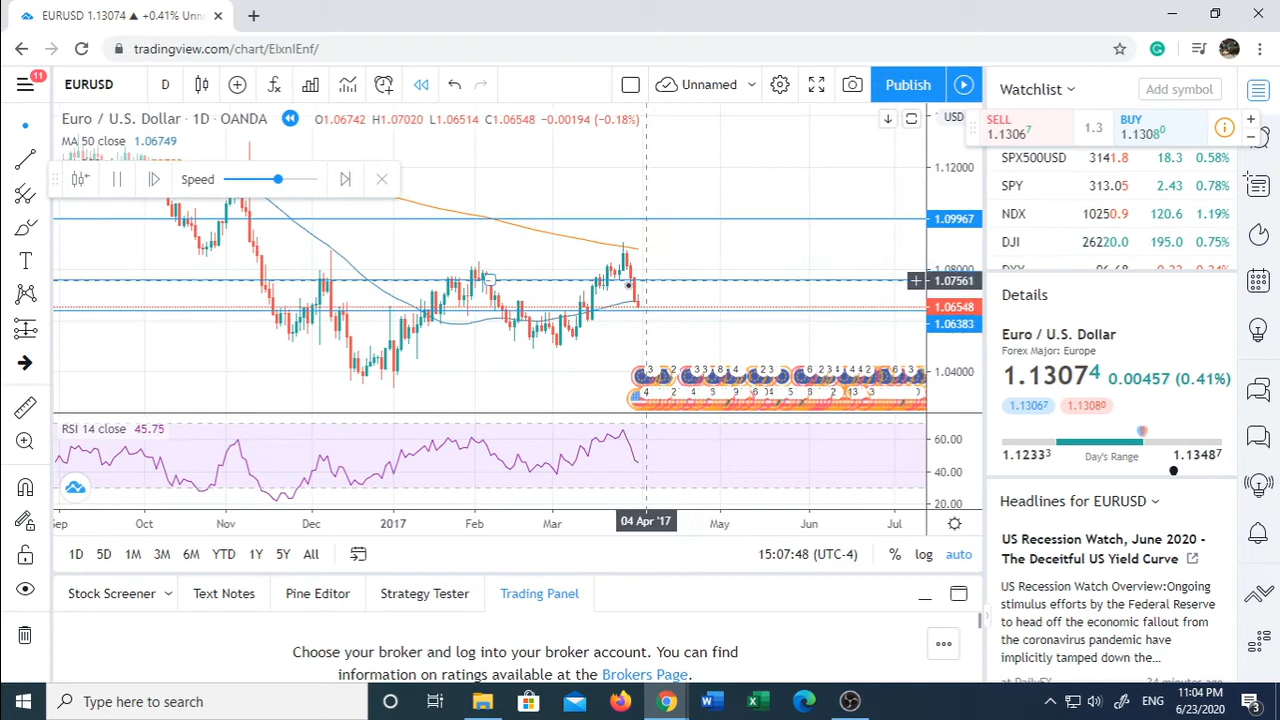 EURUSD 1.13074 ▲ +0.41% Unn
tradingview.com/chart/ElxnIEnf/
11
EURUSD
D
Unnamed
Publish
Watchlist
Add symbol
Euro / U.S. Dollar · 1D · OANDA
O1.06742 H1.07020 L1.06514 C1.06548 −0.00194 (−0.18%)
USD
SELL
1.13067
1.3
BUY
1.13080
MA 50 close 1.06749
Speed
SPX500USD 3141.8 18.3 0.58%
SPY 313.05 2.43 0.78%
NDX 10250.9 120.6 1.19%
DJI 26220.0 195.0 0.75%
1.12000
1.09967
1.08000
1.07561
1.06548
1.06383
1.04000
Details
Euro / U.S. Dollar
Forex Major: Europe
1.13074 0.00457 (0.41%)
1.13067 1.13080
1.12333 Day's Range 1.13487
RSI 14 close 45.75
60.00
40.00
20.00
Sep Oct Nov Dec 2017 Feb Mar 04 Apr '17 May Jun Jul
1D 5D 1M 3M 6M YTD 1Y 5Y All
15:07:48 (UTC-4) % log auto
Headlines for EURUSD
US Recession Watch, June 2020 -
The Deceitful US Yield Curve
US Recession Watch Overview:Ongoing
stimulus efforts by the Federal Reserve
to head off the economic fallout from
the coronavirus pandemic have
implicitly tamped down the...
Stock Screener Text Notes Pine Editor Strategy Tester Trading Panel
Choose your broker and log into your broker account. You can find
information on ratings available at the Brokers Page.
Type here to search
ENG
11:04 PM
6/23/2020
3